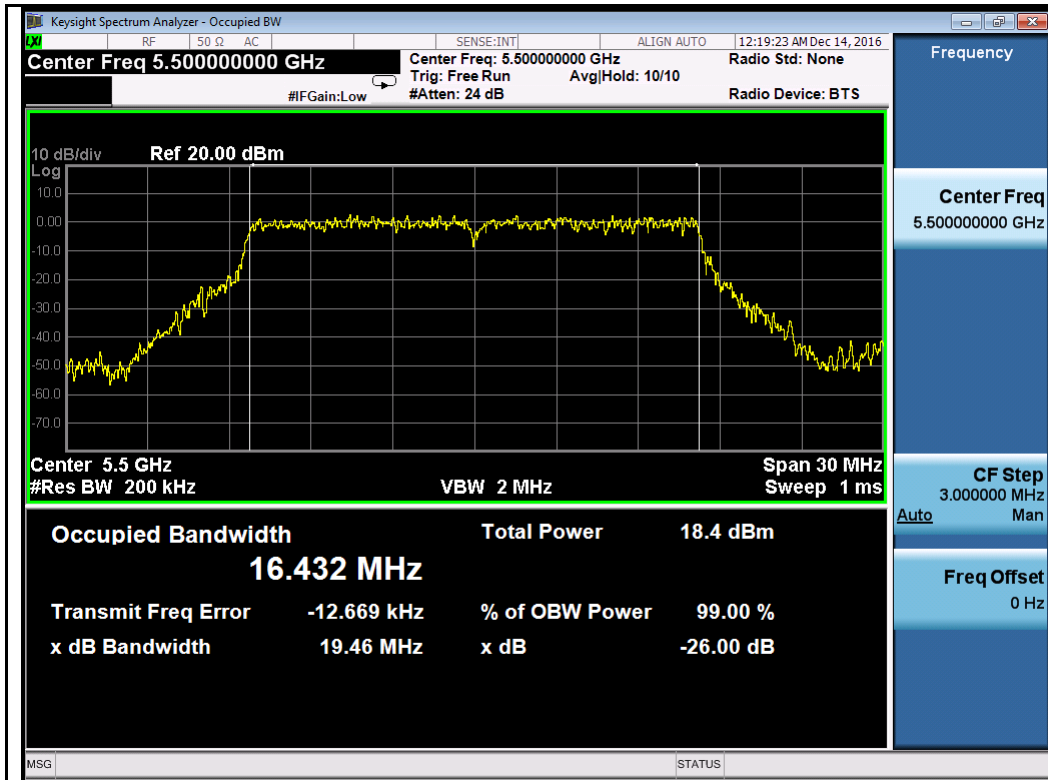 Keysight Spectrum Analyzer - Occupied BW
LXI RF 50 Ω AC SENSE:INT ALIGN AUTO 12:19:23 AM Dec 14, 2016
Center Freq 5.500000000 GHz
Center Freq: 5.500000000 GHz Radio Std: None
Trig: Free Run Avg|Hold: 10/10
#IFGain:Low #Atten: 24 dB Radio Device: BTS
10 dB/div Ref 20.00 dBm
Log
10.0
0.00
-10.0
-20.0
-30.0
-40.0
-50.0
-60.0
-70.0
Center 5.5 GHz Span 30 MHz
#Res BW 200 kHz VBW 2 MHz Sweep 1 ms
Occupied Bandwidth Total Power 18.4 dBm
16.432 MHz
Transmit Freq Error -12.669 kHz % of OBW Power 99.00 %
x dB Bandwidth 19.46 MHz x dB -26.00 dB
MSG STATUS
Frequency
Center Freq
5.500000000 GHz
CF Step
3.000000 MHz
Auto Man
Freq Offset
0 Hz